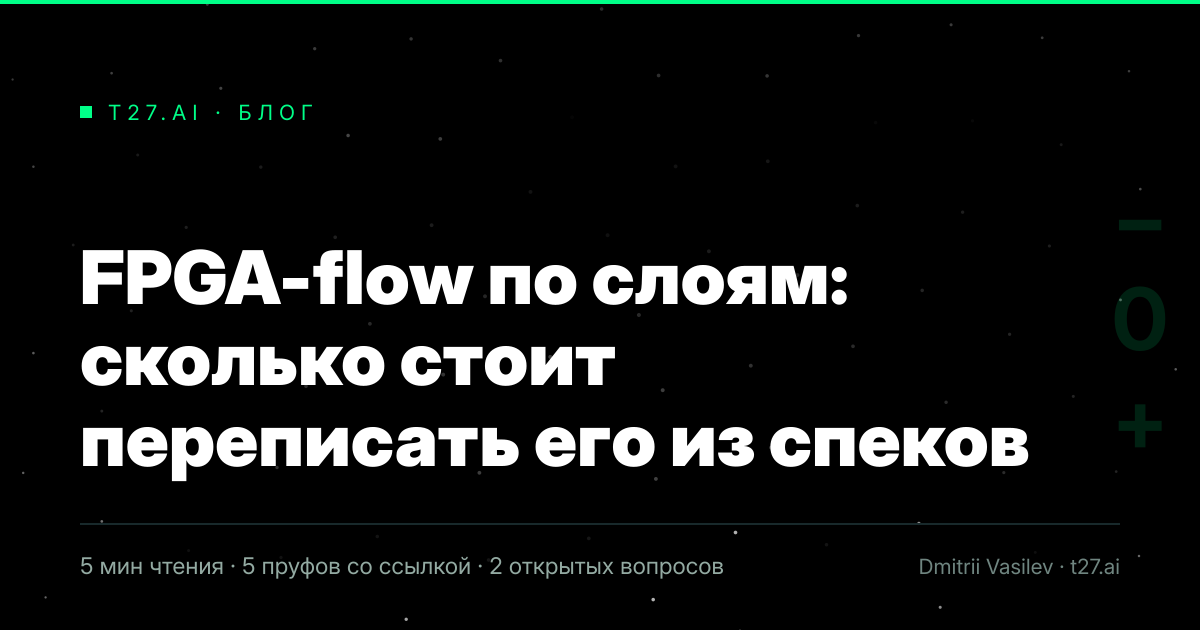 T27.AI · БЛОГ
FPGA-flow по слоям:
сколько стоит
переписать его из спеков
−
0
+
5 мин чтения · 5 пруфов со ссылкой · 2 открытых вопросов
Dmitrii Vasilev · t27.ai